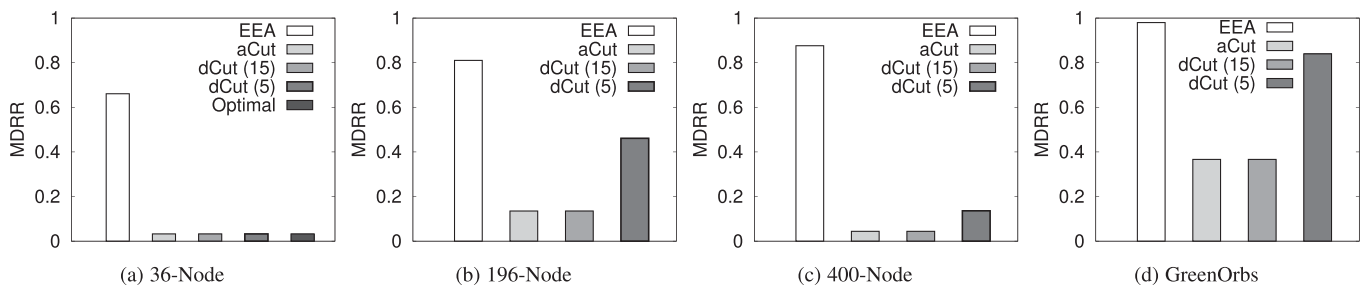 MDRR
1
0.8
0.6
0.4
0.2
0
EEA
aCut
dCut (15)
dCut (5)
Optimal
(a) 36-Node
MDRR
1
0.8
0.6
0.4
0.2
0
EEA
aCut
dCut (15)
dCut (5)
(b) 196-Node
MDRR
1
0.8
0.6
0.4
0.2
0
EEA
aCut
dCut (15)
dCut (5)
(c) 400-Node
MDRR
1
0.8
0.6
0.4
0.2
0
EEA
aCut
dCut (15)
dCut (5)
(d) GreenOrbs